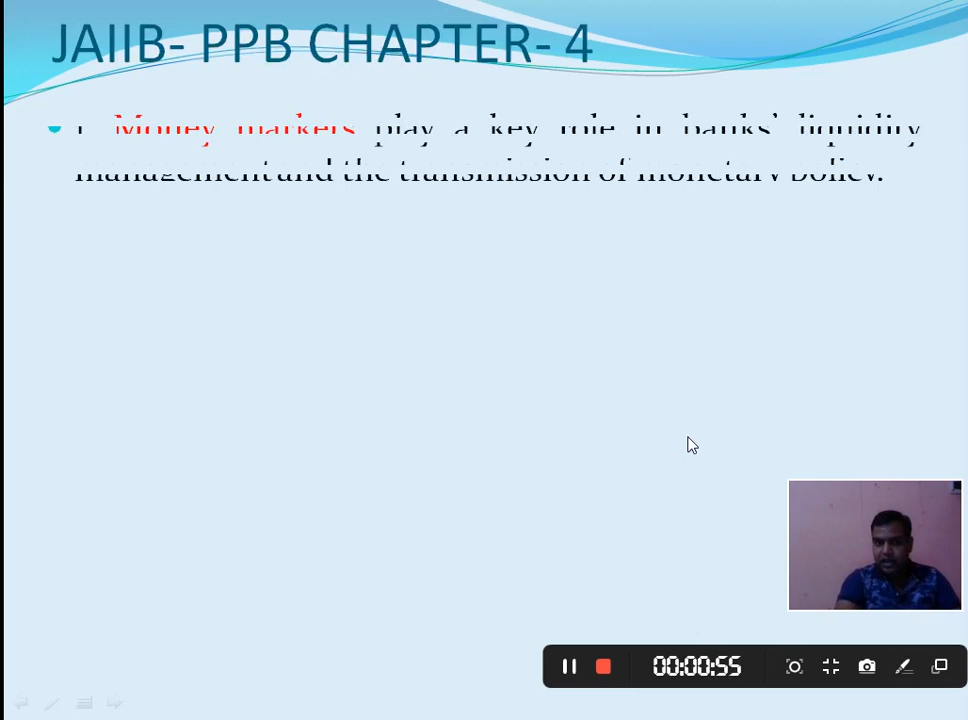 JAIIB- PPB CHAPTER- 4
1. Money markets play a key role in banks' liquidity
management and the transmission of monetary policy.
00:00:55